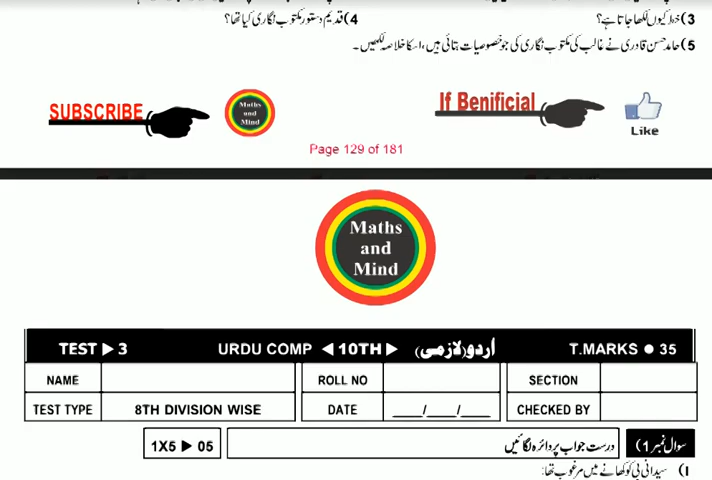 3) خط کیوں لکھا جاتا ہے؟ 4) قدیم دستور مکتوب نگاری کیا تھا؟
5) حامد حسن قادری نے غالب کی مکتوب نگاری کی جو خصوصیات بتائی ہیں، اسکا خلاصہ لکھیں۔
SUBSCRIBE Maths and Mind If Benificial Like
Page 129 of 181
Maths
and
Mind
TEST ▶ 3 URDU COMP ◀ 10TH ▶ اردو(لازمی) T.MARKS ● 35
NAME ROLL NO SECTION
TEST TYPE 8TH DIVISION WISE DATE ___/___/___ CHECKED BY
سوال نمبر 1) درست جواب پر دائرہ لگائیں 1X5 ▶ 05
1) سیدانی بی کو کھانے میں مرغوب تھا: